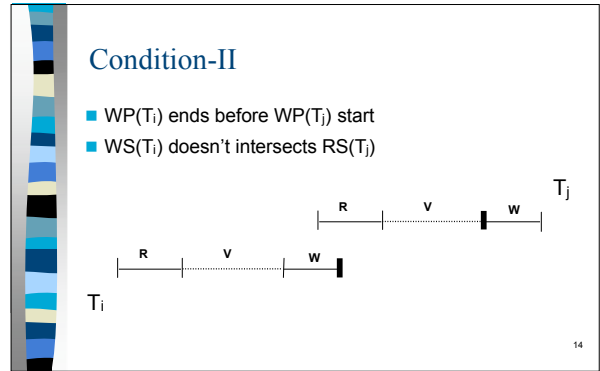 Condition-II
WP(Ti) ends before WP(Tj) start
WS(Ti) doesn't intersects RS(Tj)
Tj
R V W
R V W
Ti
14